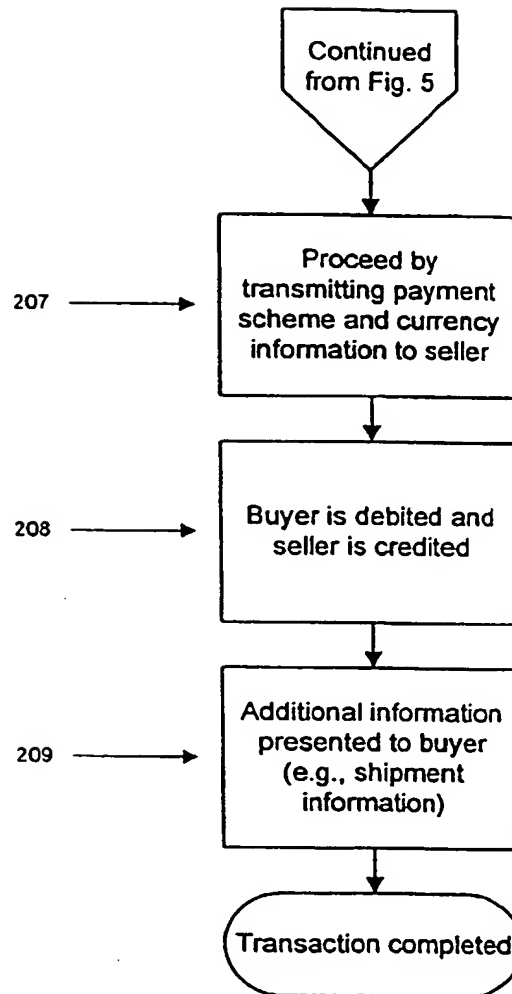 Continued
from Fig. 5
207
Proceed by
transmitting payment
scheme and currency
information to seller
208
Buyer is debited and
seller is credited
209
Additional information
presented to buyer
(e.g., shipment
information)
Transaction completed